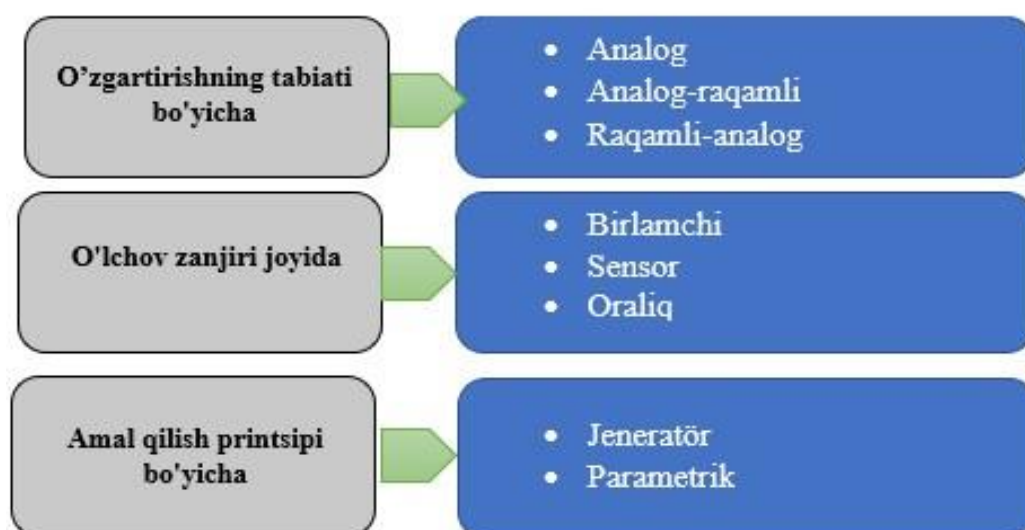 O’zgartirishning tabiati
bo'yicha
• Analog
• Analog-raqamli
• Raqamli-analog
O'lchov zanjiri joyida
• Birlamchi
• Sensor
• Oraliq
Amal qilish printsipi
bo'yicha
• Jeneratör
• Parametrik